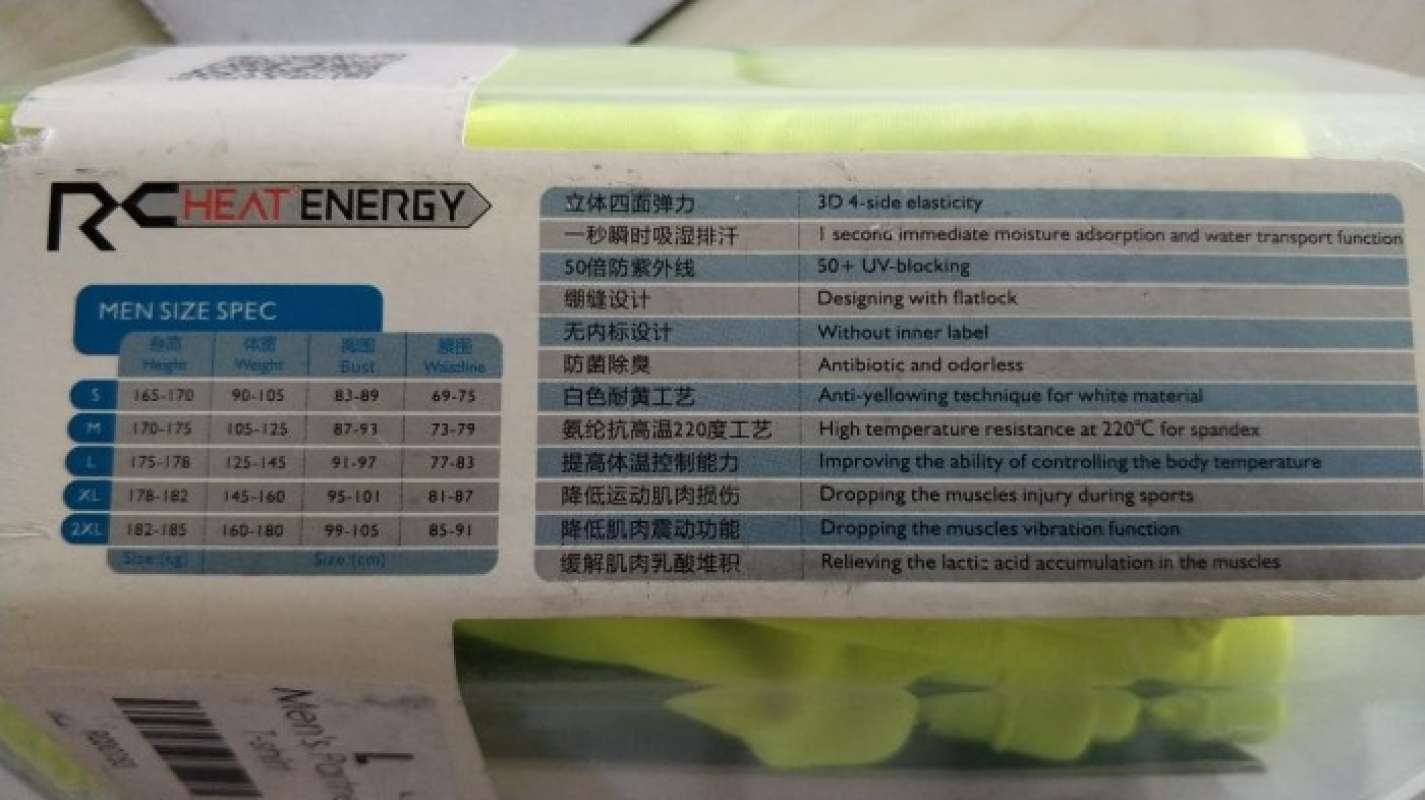 RC HEAT° ENERGY
MEN SIZE SPEC
身高 体重 胸围 腰围
Height Weight Bust Waistline
S 165-170 90-105 83-89 69-75
M 170-175 105-125 87-93 73-79
L 175-178 125-145 91-97 77-83
XL 178-182 145-160 95-101 81-87
2XL 182-185 160-180 99-105 85-91
Size (kg) Size (cm)
立体四面弹力 3D 4-side elasticity
一秒瞬时吸湿排汗 1 second immediate moisture adsorption and water transport function
50倍防紫外线 50+ UV-blocking
绷缝设计 Designing with flatlock
无内标设计 Without inner label
防菌除臭 Antibiotic and odorless
白色耐黄工艺 Anti-yellowing technique for white material
氨纶抗高温220度工艺 High temperature resistance at 220℃ for spandex
提高体温控制能力 Improving the ability of controlling the body temperature
降低运动肌肉损伤 Dropping the muscles injury during sports
降低肌肉震动功能 Dropping the muscles vibration function
缓解肌肉乳酸堆积 Relieving the lactic acid accumulation in the muscles
L
Men's
T-shirt